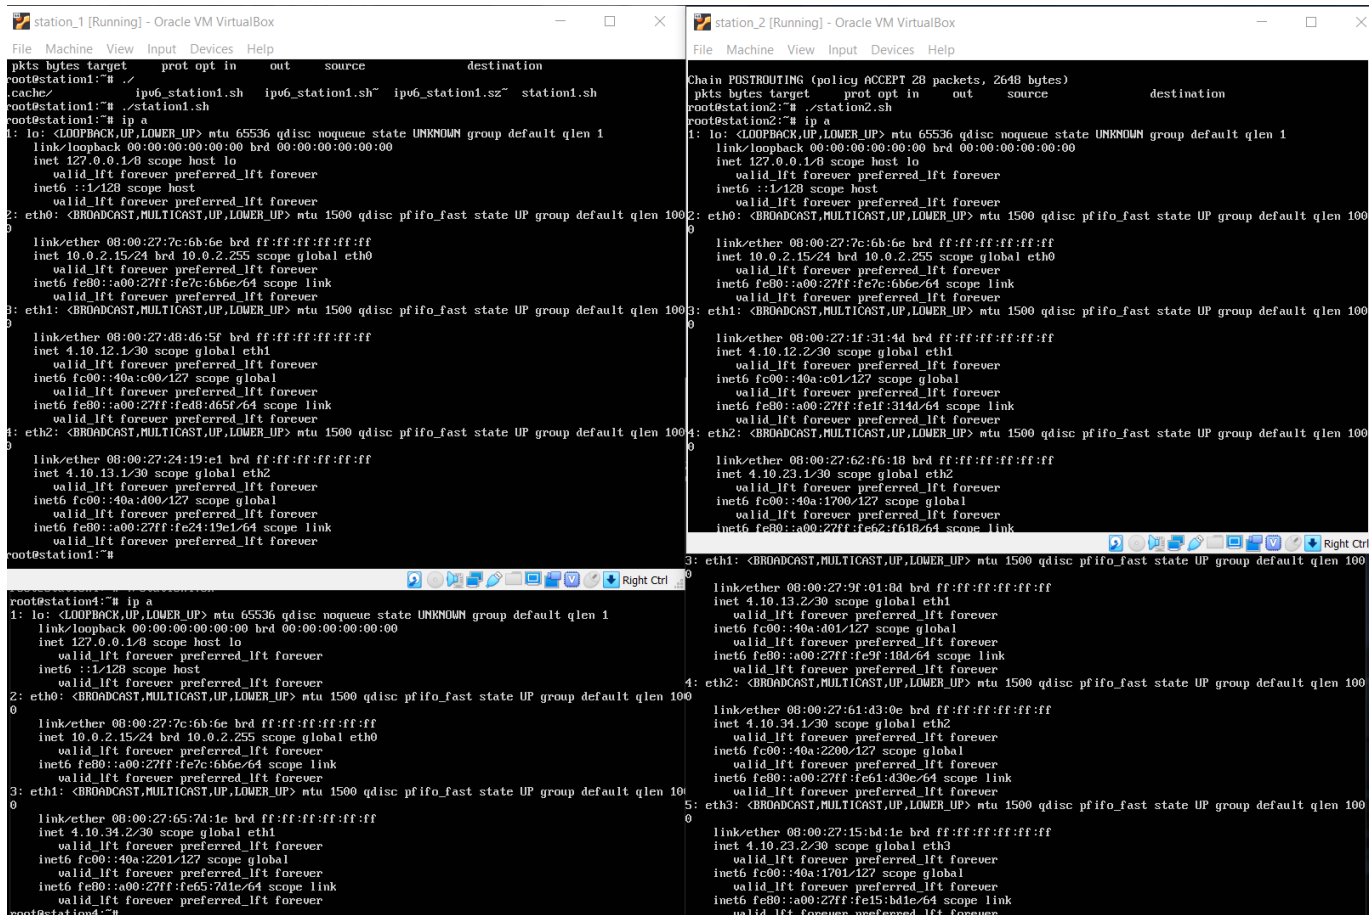 station_1 [Running] - Oracle VM VirtualBox
File Machine View Input Devices Help
pkts bytes target     prot opt in     out     source               destination
root@station1:~# ./
.cache/          ipv6_station1.sh   ipv6_station1.sh~  ipv6_station1.sz~  station1.sh
root@station1:~# ./station1.sh
root@station1:~# ip a
1: lo: <LOOPBACK,UP,LOWER_UP> mtu 65536 qdisc noqueue state UNKNOWN group default qlen 1
link/loopback 00:00:00:00:00:00 brd 00:00:00:00:00:00
inet 127.0.0.1/8 scope host lo
valid_lft forever preferred_lft forever
inet6 ::1/128 scope host
valid_lft forever preferred_lft forever
2: eth0: <BROADCAST,MULTICAST,UP,LOWER_UP> mtu 1500 qdisc pfifo_fast state UP group default qlen 100
0
link/ether 08:00:27:7c:6b:6e brd ff:ff:ff:ff:ff:ff
inet 10.0.2.15/24 brd 10.0.2.255 scope global eth0
valid_lft forever preferred_lft forever
inet6 fe80::a00:27ff:fe7c:6b6e/64 scope link
valid_lft forever preferred_lft forever
3: eth1: <BROADCAST,MULTICAST,UP,LOWER_UP> mtu 1500 qdisc pfifo_fast state UP group default qlen 100
0
link/ether 08:00:27:d8:d6:5f brd ff:ff:ff:ff:ff:ff
inet 4.10.12.1/30 scope global eth1
valid_lft forever preferred_lft forever
inet6 fc00::40a:c00/127 scope global
valid_lft forever preferred_lft forever
inet6 fe80::a00:27ff:fed8:d65f/64 scope link
valid_lft forever preferred_lft forever
4: eth2: <BROADCAST,MULTICAST,UP,LOWER_UP> mtu 1500 qdisc pfifo_fast state UP group default qlen 100
0
link/ether 08:00:27:24:19:e1 brd ff:ff:ff:ff:ff:ff
inet 4.10.13.1/30 scope global eth2
valid_lft forever preferred_lft forever
inet6 fc00::40a:d00/127 scope global
valid_lft forever preferred_lft forever
inet6 fe80::a00:27ff:fe24:19e1/64 scope link
valid_lft forever preferred_lft forever
root@station1:~#
Right Ctrl
station_2 [Running] - Oracle VM VirtualBox
File Machine View Input Devices Help
Chain POSTROUTING (policy ACCEPT 28 packets, 2648 bytes)
pkts bytes target     prot opt in     out     source               destination
root@station2:~# ./station2.sh
root@station2:~# ip a
1: lo: <LOOPBACK,UP,LOWER_UP> mtu 65536 qdisc noqueue state UNKNOWN group default qlen 1
link/loopback 00:00:00:00:00:00 brd 00:00:00:00:00:00
inet 127.0.0.1/8 scope host lo
valid_lft forever preferred_lft forever
inet6 ::1/128 scope host
valid_lft forever preferred_lft forever
2: eth0: <BROADCAST,MULTICAST,UP,LOWER_UP> mtu 1500 qdisc pfifo_fast state UP group default qlen 100
0
link/ether 08:00:27:7c:6b:6e brd ff:ff:ff:ff:ff:ff
inet 10.0.2.15/24 brd 10.0.2.255 scope global eth0
valid_lft forever preferred_lft forever
inet6 fe80::a00:27ff:fe7c:6b6e/64 scope link
valid_lft forever preferred_lft forever
3: eth1: <BROADCAST,MULTICAST,UP,LOWER_UP> mtu 1500 qdisc pfifo_fast state UP group default qlen 100
0
link/ether 08:00:27:1f:31:4d brd ff:ff:ff:ff:ff:ff
inet 4.10.12.2/30 scope global eth1
valid_lft forever preferred_lft forever
inet6 fc00::40a:c01/127 scope global
valid_lft forever preferred_lft forever
inet6 fe80::a00:27ff:fe1f:314d/64 scope link
valid_lft forever preferred_lft forever
4: eth2: <BROADCAST,MULTICAST,UP,LOWER_UP> mtu 1500 qdisc pfifo_fast state UP group default qlen 100
0
link/ether 08:00:27:62:f6:18 brd ff:ff:ff:ff:ff:ff
inet 4.10.23.1/30 scope global eth2
valid_lft forever preferred_lft forever
inet6 fc00::40a:1700/127 scope global
valid_lft forever preferred_lft forever
inet6 fe80::a00:27ff:fe62:f618/64 scope link
Right Ctrl
root@station4:~# ip a
1: lo: <LOOPBACK,UP,LOWER_UP> mtu 65536 qdisc noqueue state UNKNOWN group default qlen 1
link/loopback 00:00:00:00:00:00 brd 00:00:00:00:00:00
inet 127.0.0.1/8 scope host lo
valid_lft forever preferred_lft forever
inet6 ::1/128 scope host
valid_lft forever preferred_lft forever
2: eth0: <BROADCAST,MULTICAST,UP,LOWER_UP> mtu 1500 qdisc pfifo_fast state UP group default qlen 100
0
link/ether 08:00:27:7c:6b:6e brd ff:ff:ff:ff:ff:ff
inet 10.0.2.15/24 brd 10.0.2.255 scope global eth0
valid_lft forever preferred_lft forever
inet6 fe80::a00:27ff:fe7c:6b6e/64 scope link
valid_lft forever preferred_lft forever
3: eth1: <BROADCAST,MULTICAST,UP,LOWER_UP> mtu 1500 qdisc pfifo_fast state UP group default qlen 10
0
link/ether 08:00:27:65:7d:1e brd ff:ff:ff:ff:ff:ff
inet 4.10.34.2/30 scope global eth1
valid_lft forever preferred_lft forever
inet6 fc00::40a:2201/127 scope global
valid_lft forever preferred_lft forever
inet6 fe80::a00:27ff:fe65:7d1e/64 scope link
valid_lft forever preferred_lft forever
root@station4:~#
3: eth1: <BROADCAST,MULTICAST,UP,LOWER_UP> mtu 1500 qdisc pfifo_fast state UP group default qlen 100
0
link/ether 08:00:27:9f:01:8d brd ff:ff:ff:ff:ff:ff
inet 4.10.13.2/30 scope global eth1
valid_lft forever preferred_lft forever
inet6 fc00::40a:d01/127 scope global
valid_lft forever preferred_lft forever
inet6 fe80::a00:27ff:fe9f:18d/64 scope link
valid_lft forever preferred_lft forever
4: eth2: <BROADCAST,MULTICAST,UP,LOWER_UP> mtu 1500 qdisc pfifo_fast state UP group default qlen 100
0
link/ether 08:00:27:61:d3:0e brd ff:ff:ff:ff:ff:ff
inet 4.10.34.1/30 scope global eth2
valid_lft forever preferred_lft forever
inet6 fc00::40a:2200/127 scope global
valid_lft forever preferred_lft forever
inet6 fe80::a00:27ff:fe61:d30e/64 scope link
valid_lft forever preferred_lft forever
5: eth3: <BROADCAST,MULTICAST,UP,LOWER_UP> mtu 1500 qdisc pfifo_fast state UP group default qlen 100
0
link/ether 08:00:27:15:bd:1e brd ff:ff:ff:ff:ff:ff
inet 4.10.23.2/30 scope global eth3
valid_lft forever preferred_lft forever
inet6 fc00::40a:1701/127 scope global
valid_lft forever preferred_lft forever
inet6 fe80::a00:27ff:fe15:bd1e/64 scope link
valid_lft forever preferred_lft forever